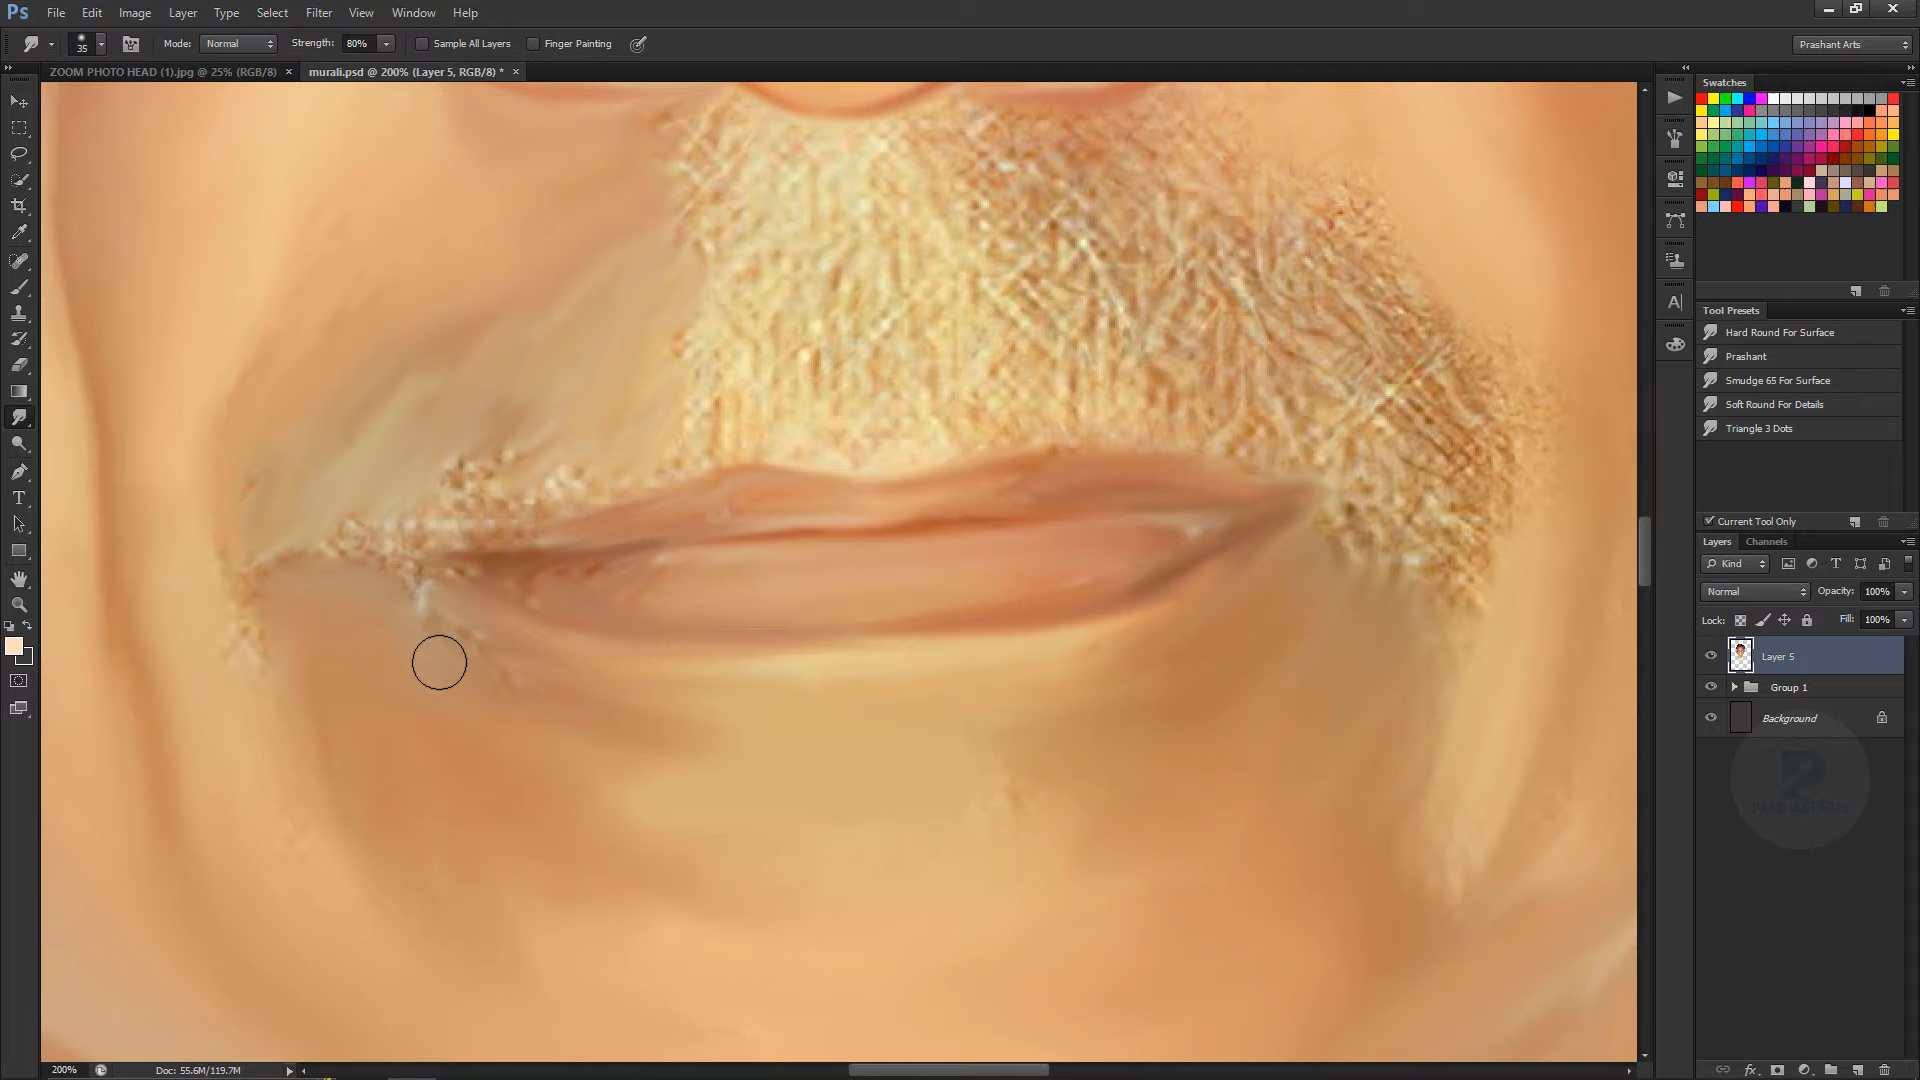 Ps File Edit Image Layer Type Select Filter View Window Help
35 Mode: Normal Strength: 80% Sample All Layers Finger Painting Prashant Arts
ZOOM PHOTO HEAD (1).jpg @ 25% (RGB/8) × murali.psd @ 200% (Layer 5, RGB/8) * ×
Swatches
Tool Presets
Hard Round For Surface
Prashant
Smudge 65 For Surface
Soft Round For Details
Triangle 3 Dots
Current Tool Only
Layers Channels
Kind
Normal Opacity: 100%
Lock: Fill: 100%
Layer 5
Group 1
Background
PRASHANT ARTS
200% Doc: 55.6M/119.7M